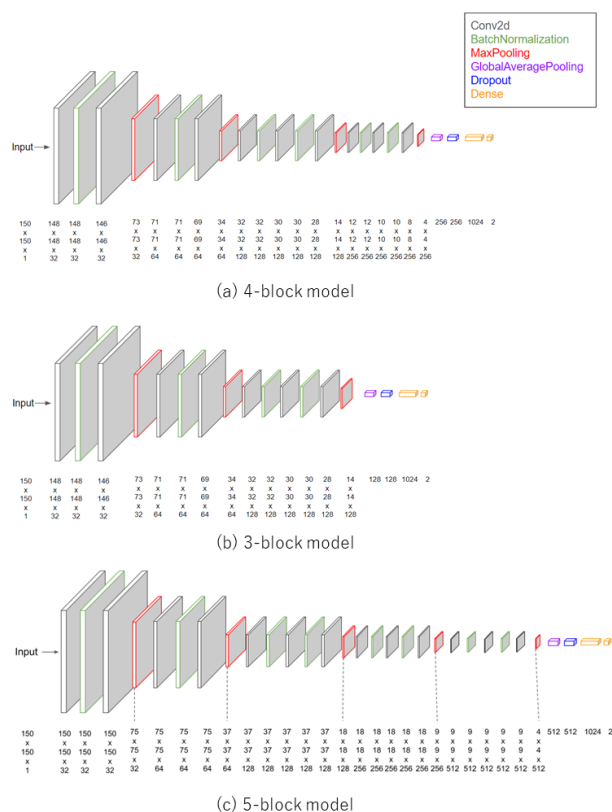 Conv2d
BatchNormalization
MaxPooling
GlobalAveragePooling
Dropout
Dense
Input
150 148 148 146 73 71 71 69 34 32 32 30 30 28 14 12 12 10 10 8 4 256 256 1024 2
x x x x x x x x x x x x x x x x x x x x x
150 148 148 146 73 71 71 69 34 32 32 30 30 28 14 12 12 10 10 8 4
x x x x x x x x x x x x x x x x x x x x x
1 32 32 32 32 64 64 64 64 128 128 128 128 128 128 256 256 256 256 256 256
(a) 4-block model
Input
150 148 148 146 73 71 71 69 34 32 32 30 30 28 14 128 128 1024 2
x x x x x x x x x x x x x x x
150 148 148 146 73 71 71 69 34 32 32 30 30 28 14
x x x x x x x x x x x x x x x
1 32 32 32 32 64 64 64 64 128 128 128 128 128 128
(b) 3-block model
Input
150 150 150 150 75 75 75 75 37 37 37 37 37 37 18 18 18 18 18 18 9 9 9 9 9 9 4 512 512 1024 2
x x x x x x x x x x x x x x x x x x x x x x x x x x x
150 150 150 150 75 75 75 75 37 37 37 37 37 37 18 18 18 18 18 18 9 9 9 9 9 9 4
x x x x x x x x x x x x x x x x x x x x x x x x x x x
1 32 32 32 32 64 64 64 64 128 128 128 128 128 128 256 256 256 256 256 256 512 512 512 512 512 512
(c) 5-block model